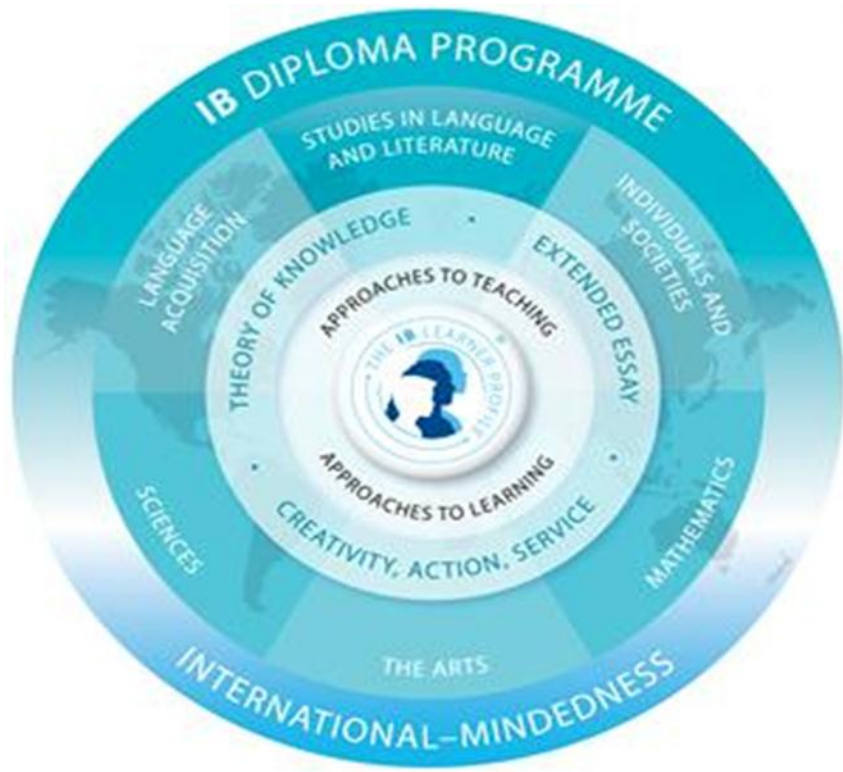 IB DIPLOMA PROGRAMME
STUDIES IN LANGUAGE
AND LITERATURE
LANGUAGE
ACQUISITION
INDIVIDUALS AND
SOCIETIES
THEORY OF KNOWLEDGE
EXTENDED ESSAY
APPROACHES TO TEACHING
THE IB LEARNER PROFILE
®
APPROACHES TO LEARNING
CREATIVITY, ACTION, SERVICE
SCIENCES
MATHEMATICS
THE ARTS
INTERNATIONAL–MINDEDNESS